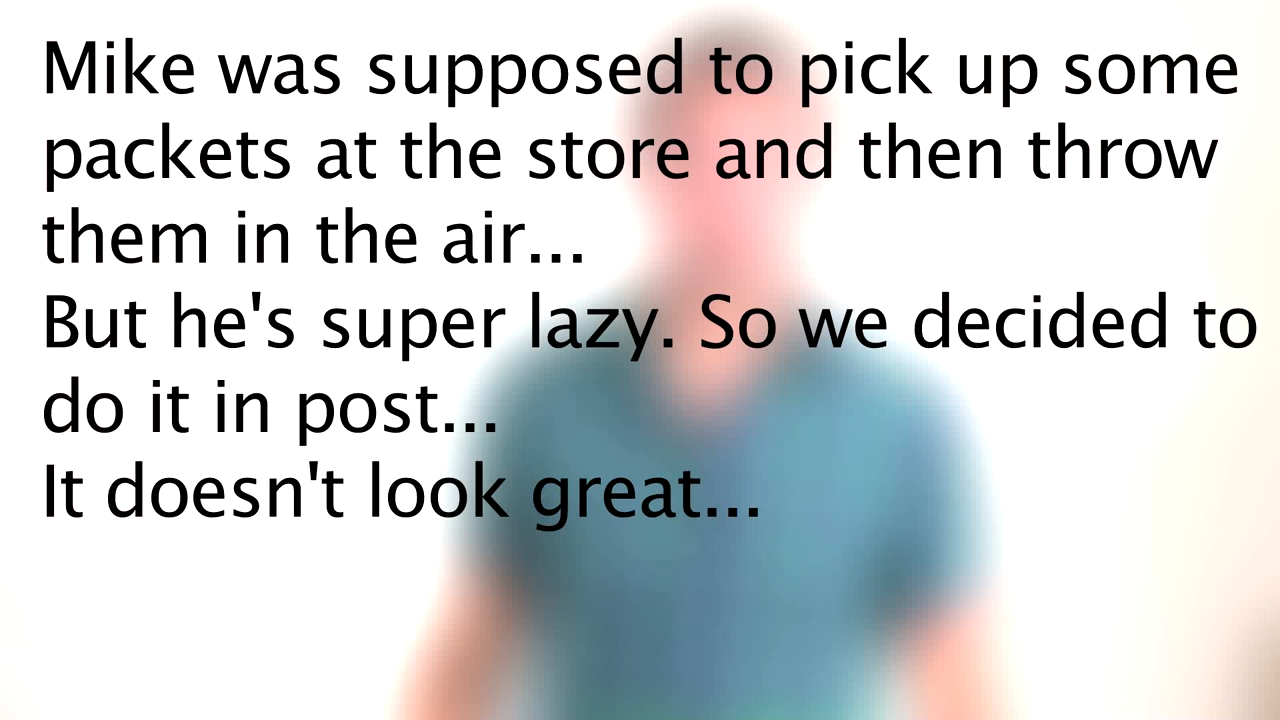 Mike was supposed to pick up some
packets at the store and then throw
them in the air...
But he's super lazy. So we decided to
do it in post...
It doesn't look great...